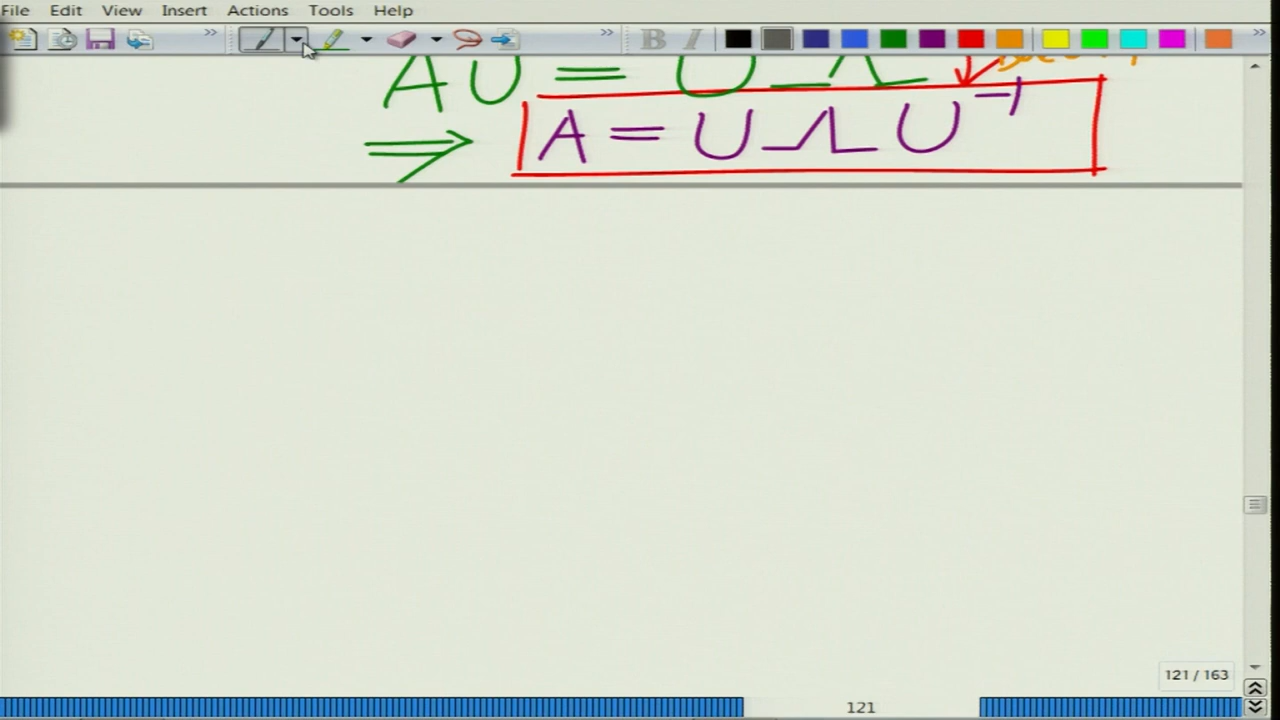 File Edit View Insert Actions Tools Help
B I
AU = UΛ
⇒ A = UΛU⁻¹
121 / 163
121